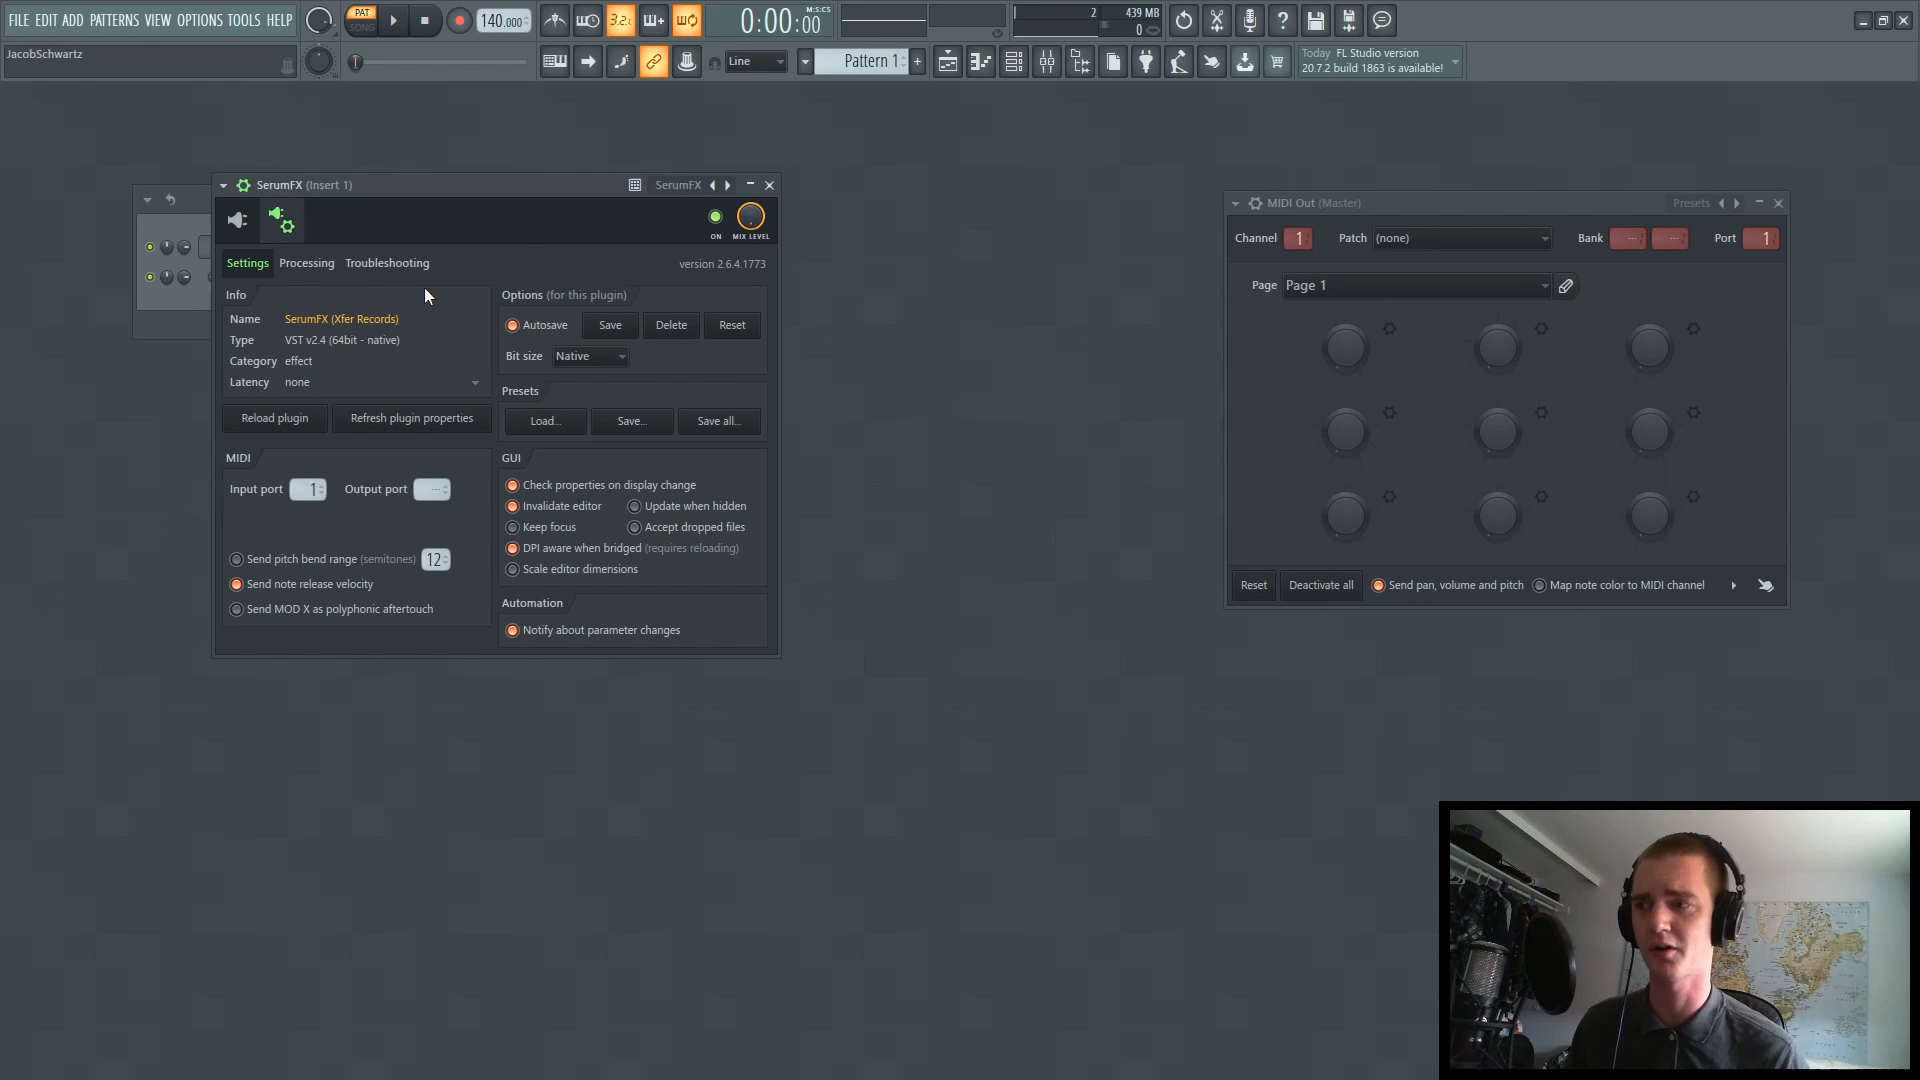 FILE EDIT ADD PATTERNS VIEW OPTIONS TOOLS HELP
PAT
SONG
140.000
3.2.
M:S:CS
0:00:00
2
439 MB
0
JacobSchwartz
Line
Pattern 1
+
Today FL Studio version
20.7.2 build 1863 is available!
SerumFX (Insert 1)
SerumFX
ON
MIX LEVEL
Settings Processing Troubleshooting
version 2.6.4.1773
Info
Name SerumFX (Xfer Records)
Type VST v2.4 (64bit - native)
Category effect
Latency none
Reload plugin Refresh plugin properties
MIDI
Input port 1 Output port ---
Send pitch bend range (semitones) 12
Send note release velocity
Send MOD X as polyphonic aftertouch
Options (for this plugin)
Autosave Save Delete Reset
Bit size Native
Presets
Load... Save... Save all...
GUI
Check properties on display change
Invalidate editor Update when hidden
Keep focus Accept dropped files
DPI aware when bridged (requires reloading)
Scale editor dimensions
Automation
Notify about parameter changes
MIDI Out (Master)
Presets
Channel 1 Patch (none) Bank --- --- Port 1
Page Page 1
Reset Deactivate all Send pan, volume and pitch Map note color to MIDI channel